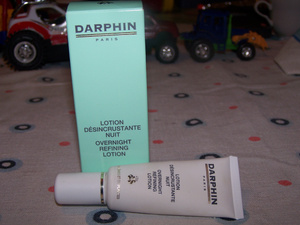 DARPHIN
PARIS
LOTION
DÉSINCRUSTANTE
NUIT
OVERNIGHT
REFINING
LOTION
DARPHIN
PARIS
LOTION
DÉSINCRUSTANTE
NUIT
OVERNIGHT
REFINING
LOTION